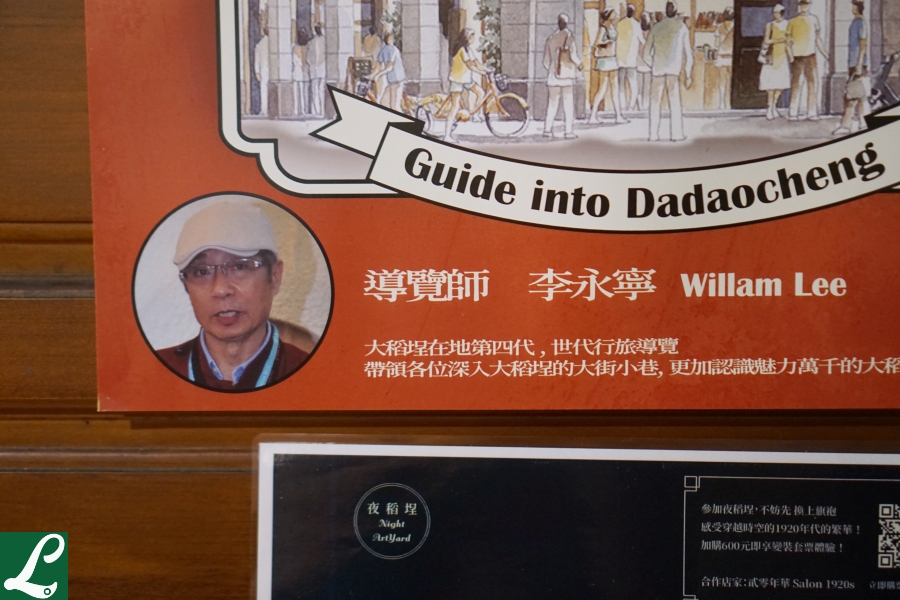 Guide into Dadaocheng
導覽師 李永寧 Willam Lee
大稻埕在地第四代，世代行旅導覽
帶領各位深入大稻埕的大街小巷, 更加認識魅力萬千的大稻
夜稻埕
Night
ArtYard
參加夜稻埕，不妨先換上旗袍
感受穿越時空的1920年代的繁華！
加購600元即享變裝套票體驗！
合作店家：貳零年華 Salon 1920s
立即購票
L